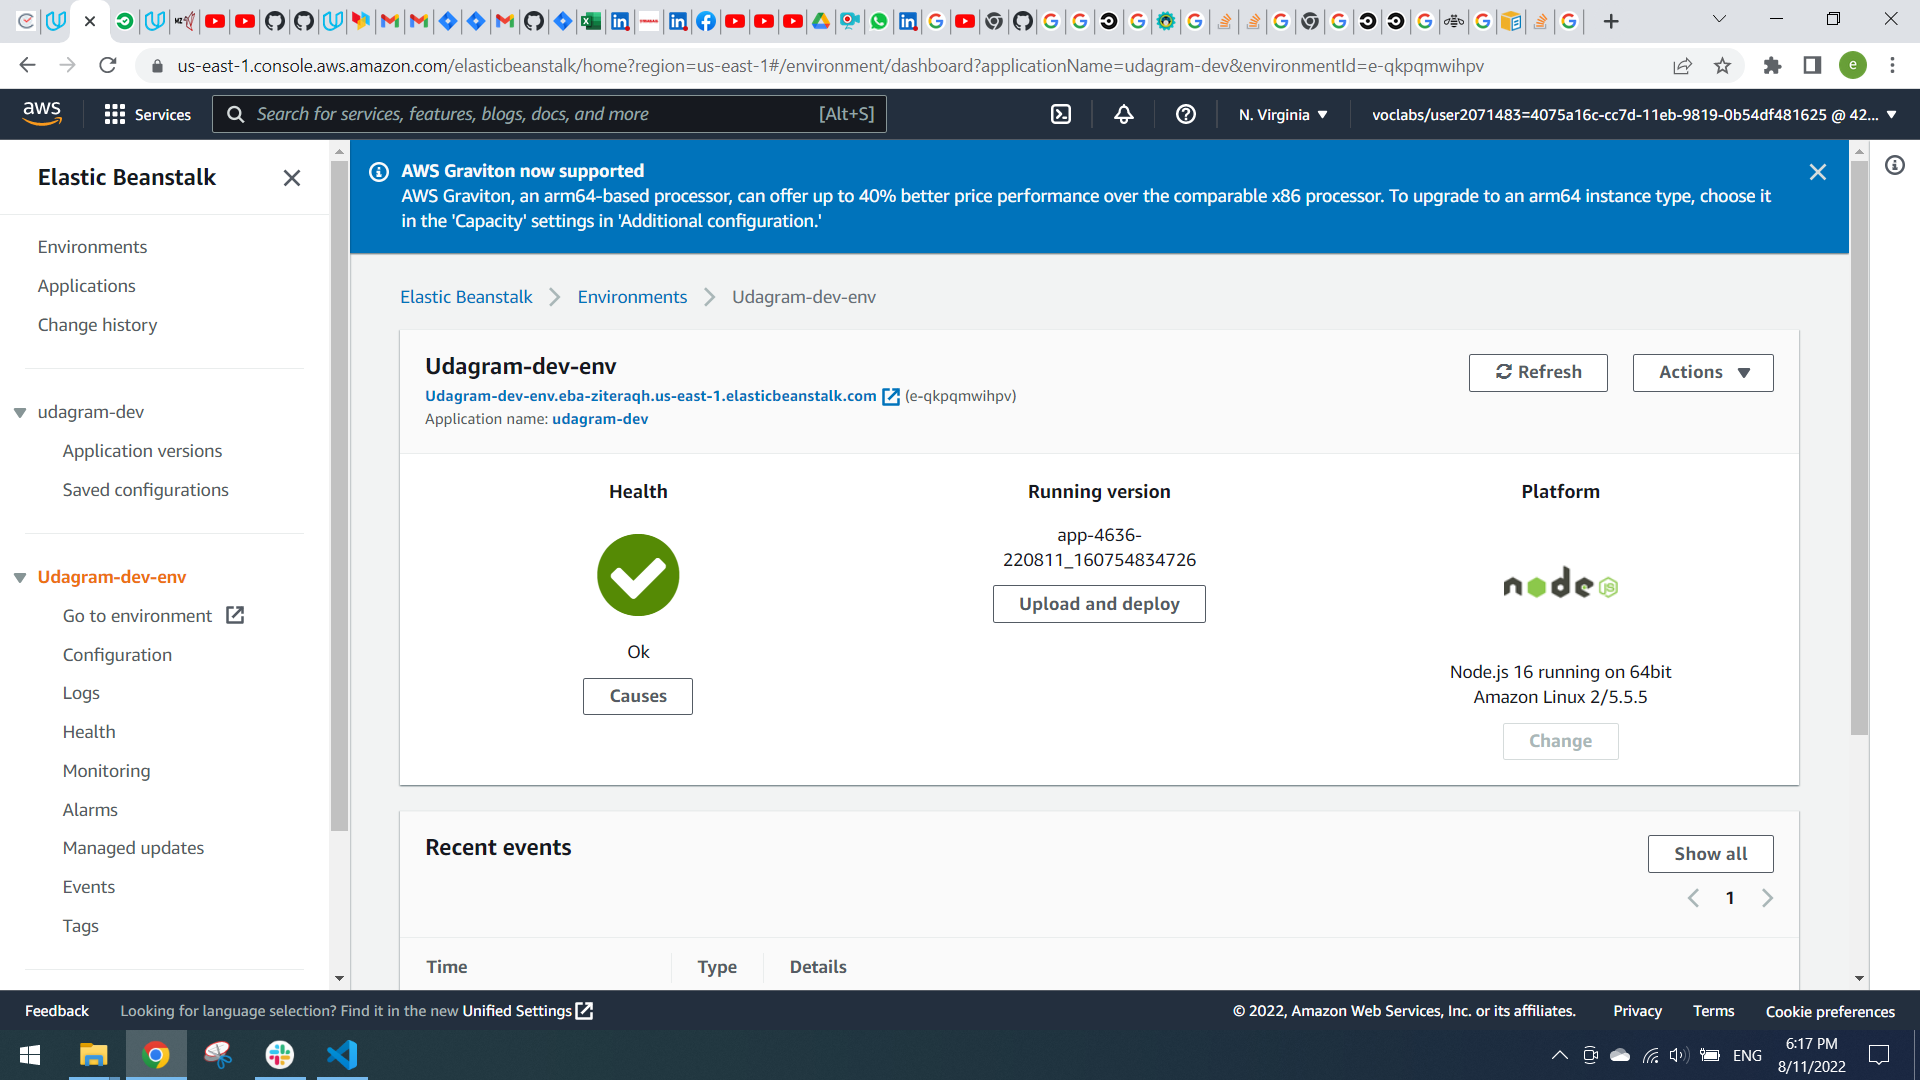 us-east-1.console.aws.amazon.com/elasticbeanstalk/home?region=us-east-1#/environment/dashboard?applicationName=udagram-dev&environmentId=e-qkpqmwihpv
e
aws
Services
Search for services, features, blogs, docs, and more
[Alt+S]
N. Virginia
voclabs/user2071483=4075a16c-cc7d-11eb-9819-0b54df481625 @ 42...
Elastic Beanstalk
Environments
Applications
Change history
udagram-dev
Application versions
Saved configurations
Udagram-dev-env
Go to environment
Configuration
Logs
Health
Monitoring
Alarms
Managed updates
Events
Tags
AWS Graviton now supported
AWS Graviton, an arm64-based processor, can offer up to 40% better price performance over the comparable x86 processor. To upgrade to an arm64 instance type, choose it
in the 'Capacity' settings in 'Additional configuration.'
Elastic Beanstalk
Environments
Udagram-dev-env
Udagram-dev-env
Udagram-dev-env.eba-ziteraqh.us-east-1.elasticbeanstalk.com (e-qkpqmwihpv)
Application name: udagram-dev
Refresh
Actions
Health
Ok
Causes
Running version
app-4636-
220811_160754834726
Upload and deploy
Platform
node JS
Node.js 16 running on 64bit
Amazon Linux 2/5.5.5
Change
Recent events
Show all
1
Time
Type
Details
Feedback
Looking for language selection? Find it in the new Unified Settings
© 2022, Amazon Web Services, Inc. or its affiliates.
Privacy
Terms
Cookie preferences
ENG
6:17 PM
8/11/2022